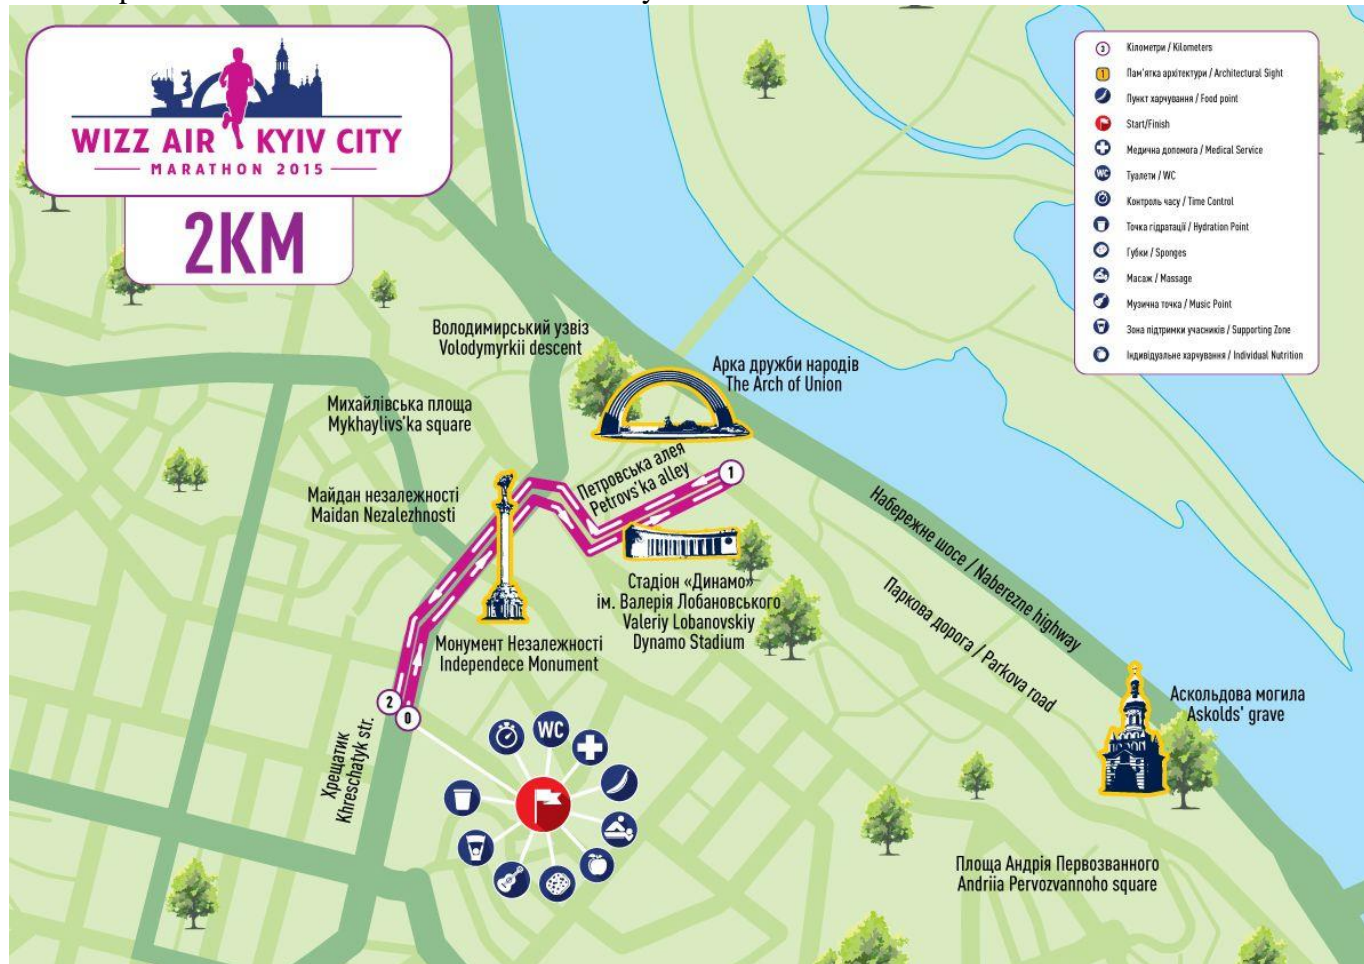 WIZZ AIR KYIV CITY
MARATHON 2015
2KM
3 Кілометри / Kilometers
1 Пам'ятка архітектури / Architectural Sight
Пункт харчування / Food point
Start/Finish
Медична допомога / Medical Service
WC Туалети / WC
Контроль часу / Time Control
Точка гідратації / Hydration Point
Губки / Sponges
Масаж / Massage
Музична точка / Music Point
Зона підтримки учасників / Supporting Zone
Індивідуальне харчування / Individual Nutrition
Володимирський узвіз
Volodymyrkii descent
Арка дружби народів
The Arch of Union
Михайлівська площа
Mykhaylivs'ka square
Петровська алея
Petrovs'ka alley
1
Майдан незалежності
Maidan Nezalezhnosti
Набережне шосе / Naberezne highway
Стадіон «Динамо»
ім. Валерія Лобановського
Valeriy Lobanovskiy
Dynamo Stadium
Паркова дорога / Parkova road
Монумент Незалежності
Independece Monument
Аскольдова могила
Askolds' grave
2
0
Хрещатик
Khreschatyk str.
WC
Площа Андрія Первозванного
Andriia Pervozvannoho square